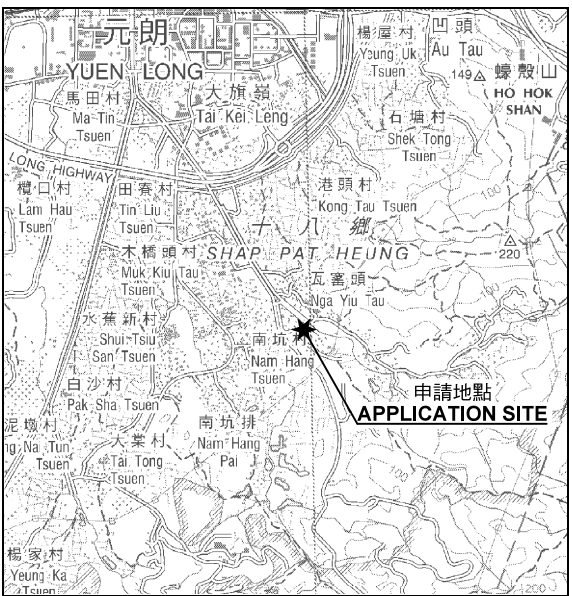 元朗
YUEN LONG
楊屋村
Yeung Uk
Tsuen
凹頭
Au Tau
149
蠔殼山
HO HOK
SHAN
馬田村
Ma Tin
Tsuen
大旗嶺
Tai Kei Leng
石塘村
Shek Tong
Tsuen
LONG HIGHWAY
欖口村
Lam Hau
Tsuen
田寮村
Tin Liu
Tsuen
港頭村
Kong Tau Tsuen
100
十八鄉
SHAP PAT HEUNG
220
木橋頭村
Muk Kiu Tau
Tsuen
瓦窰頭
Nga Yiu Tau
水蕉新村
Shui Tsiu
San Tsuen
南坑村
Nam Hang
Tsuen
白沙村
Pak Sha Tsuen
申請地點
APPLICATION SITE
泥墩村
ng Na Tun
Tsuen
大棠村
Tai Tong
Tsuen
南坑排
Nam Hang
Pai
100
楊家村
Yeung Ka
Tsuen
200